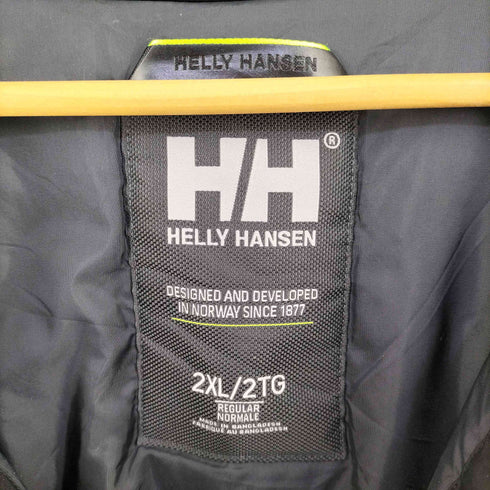 HELLY HANSEN
H/H®
HELLY HANSEN
DESIGNED AND DEVELOPED
IN NORWAY SINCE 1877
2XL/2TG
REGULAR
NORMALE
MADE IN BANGLADESH
FABRIQUÉ AU BANGLADESH